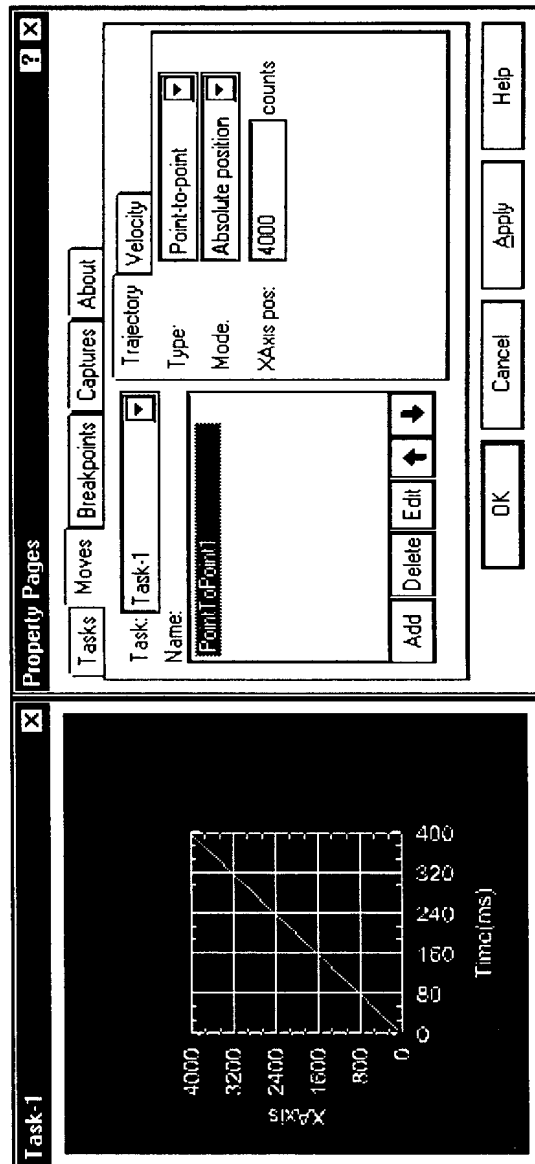 Task-1
XAxis
4000
3200
2400
1600
800
0
0 80 160 240 320 400
Time(ms)
Property Pages
Tasks Moves Breakpoints Captures About
Task: Task-1
Name:
PointToPoint1
Add Delete Edit
Trajectory Velocity
Type: Point-to-point
Mode. Absolute position
XAxis pos: 4000 counts
OK Cancel Apply Help